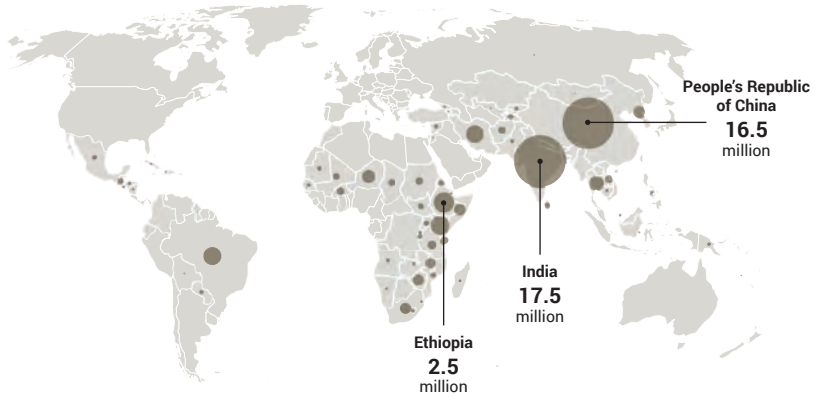 People's Republic
of China
16.5
million
India
17.5
million
Ethiopia
2.5
million